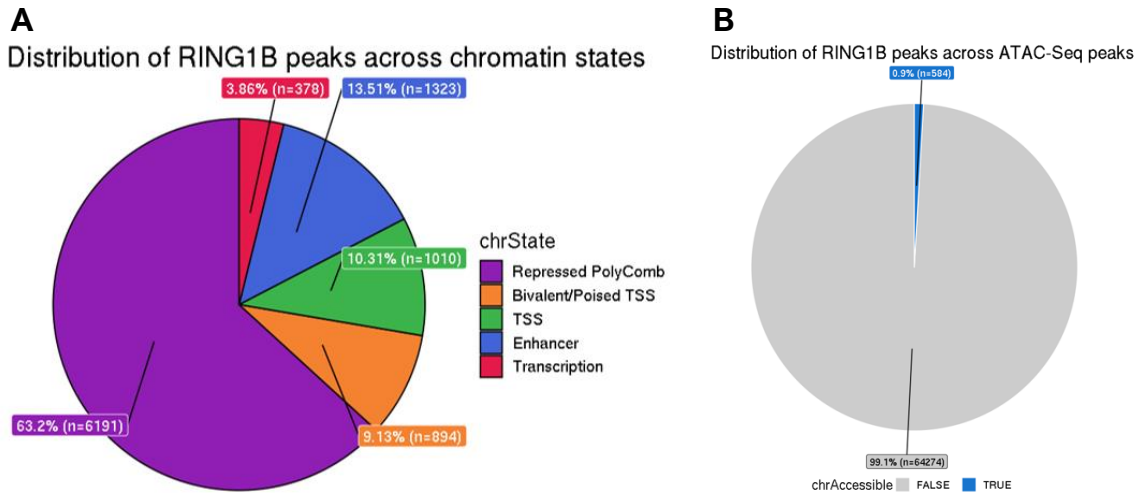 A
Distribution of RING1B peaks across chromatin states
3.86% (n=378)
13.51% (n=1323)
10.31% (n=1010)
63.2% (n=6191)
9.13% (n=894)
chrState
Repressed PolyComb
Bivalent/Poised TSS
TSS
Enhancer
Transcription
B
Distribution of RING1B peaks across ATAC-Seq peaks
0.9% (n=584)
99.1% (n=64274)
chrAccessible FALSE TRUE